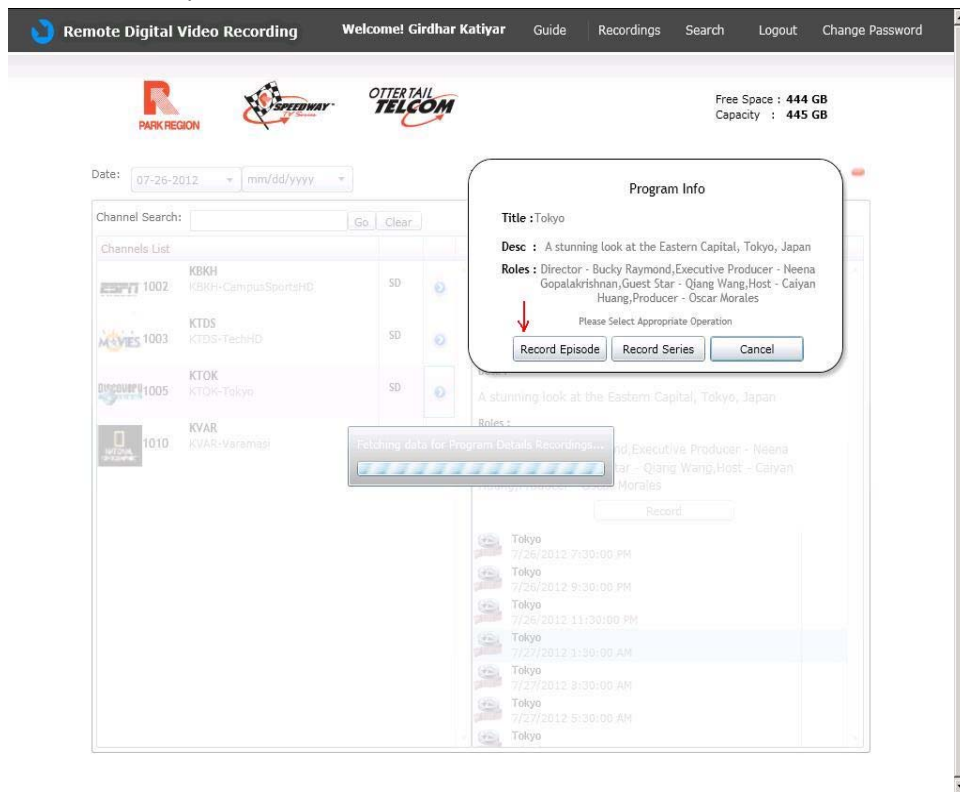 Remote Digital Video Recording
Welcome! Girdhar Katiyar
Guide
Recordings
Search
Logout
Change Password
PARK REGION
SPEEDWAY
TV Services
OTTER TAIL
TELCOM
Free Space : 444 GB
Capacity : 445 GB
Date: 07-26-2012 mm/dd/yyyy
Channel Search: Go Clear
Channels List
ESPN 1002 KBKH SD
KBKH-CampusSportsHD
MOVIES 1003 KTDS SD
KTDS-TechHD
Discovery 1005 KTOK SD
KTOK-Tokyo
1010 KVAR
KVAR-Varamasi
Program Info
Title :Tokyo
Desc : A stunning look at the Eastern Capital, Tokyo, Japan
Roles : Director - Bucky Raymond,Executive Producer - Neena
Gopalakrishnan,Guest Star - Qiang Wang,Host - Caiyan
Huang,Producer - Oscar Morales
Please Select Appropriate Operation
Record Episode Record Series Cancel
A stunning look at the Eastern Capital, Tokyo, Japan
Roles :
Fetching data for Program Details Recordings...
nd,Executive Producer - Neena
tar - Qiang Wang,Host - Caiyan
Morales
Record
Tokyo
7/26/2012 7:30:00 PM
Tokyo
7/26/2012 9:30:00 PM
Tokyo
7/26/2012 11:30:00 PM
Tokyo
7/27/2012 1:30:00 AM
Tokyo
7/27/2012 3:30:00 AM
Tokyo
7/27/2012 5:30:00 AM
Tokyo